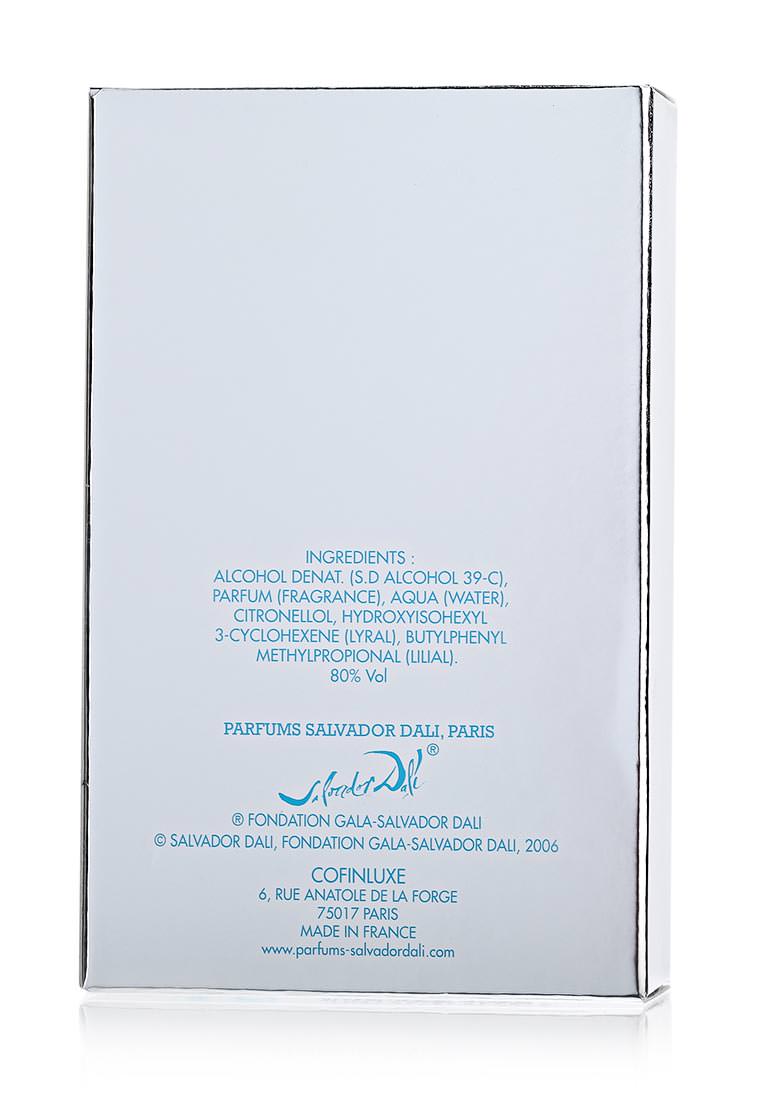 INGREDIENTS :
ALCOHOL DENAT. (S.D ALCOHOL 39-C),
PARFUM (FRAGRANCE), AQUA (WATER),
CITRONELLOL, HYDROXYISOHEXYL
3-CYCLOHEXENE (LYRAL), BUTYLPHENYL
METHYLPROPIONAL (LILIAL).
80% Vol
PARFUMS SALVADOR DALI, PARIS
Salvador Dalí ®
® FONDATION GALA-SALVADOR DALI
© SALVADOR DALI, FONDATION GALA-SALVADOR DALI, 2006
COFINLUXE
6, RUE ANATOLE DE LA FORGE
75017 PARIS
MADE IN FRANCE
www.parfums-salvadordali.com